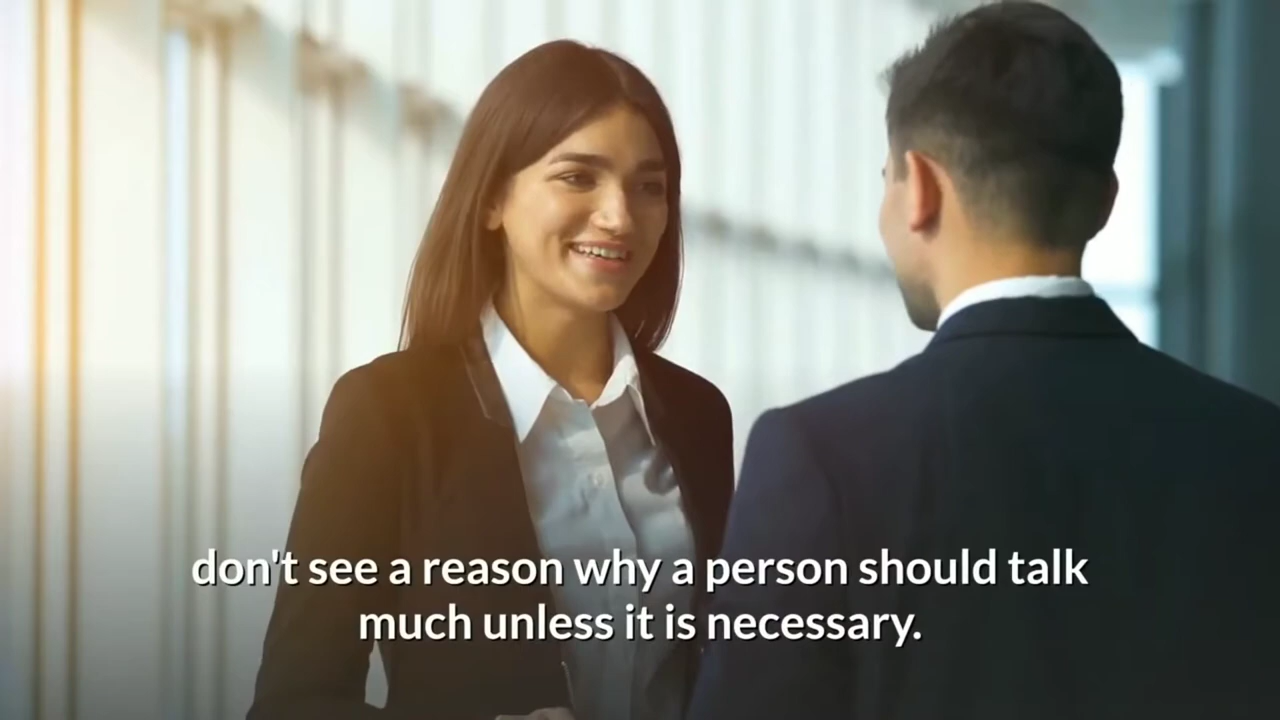 don't see a reason why a person should talk
much unless it is necessary.